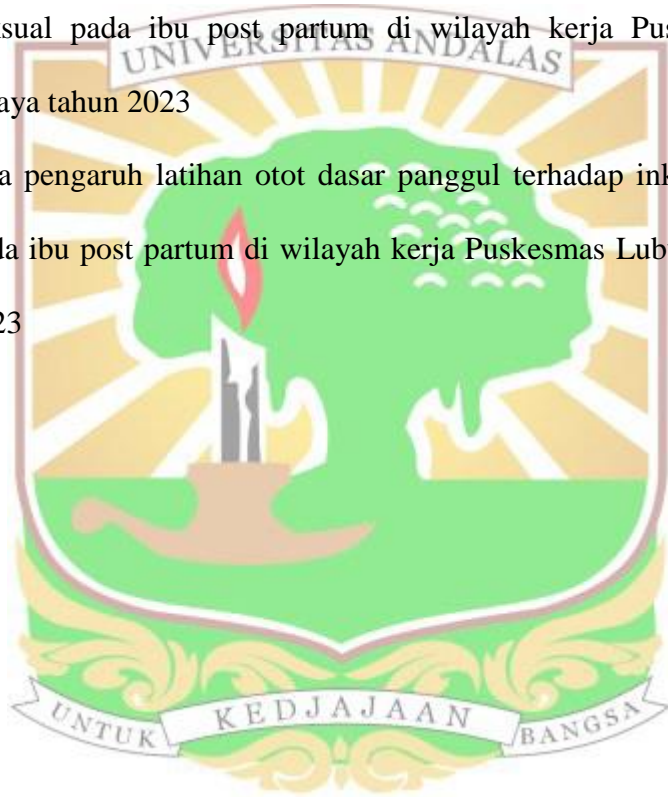 ksual pada ibu post partum di wilayah kerja Pus
UNIVERSITAS ANDALAS
aya tahun 2023
a pengaruh latihan otot dasar panggul terhadap ink
da ibu post partum di wilayah kerja Puskesmas Lub
23
UNTUK KEDJAJAAN BANGSA